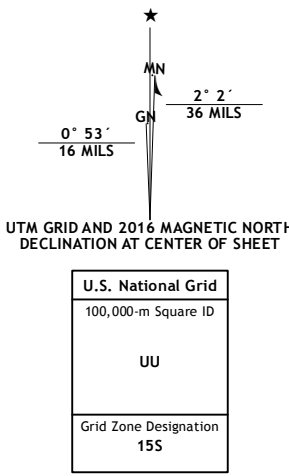 MN
2° 2´
36 MILS
GN
0° 53´
16 MILS
UTM GRID AND 2016 MAGNETIC NORTH
DECLINATION AT CENTER OF SHEET
U.S. National Grid
100,000-m Square ID
UU
Grid Zone Designation
15S